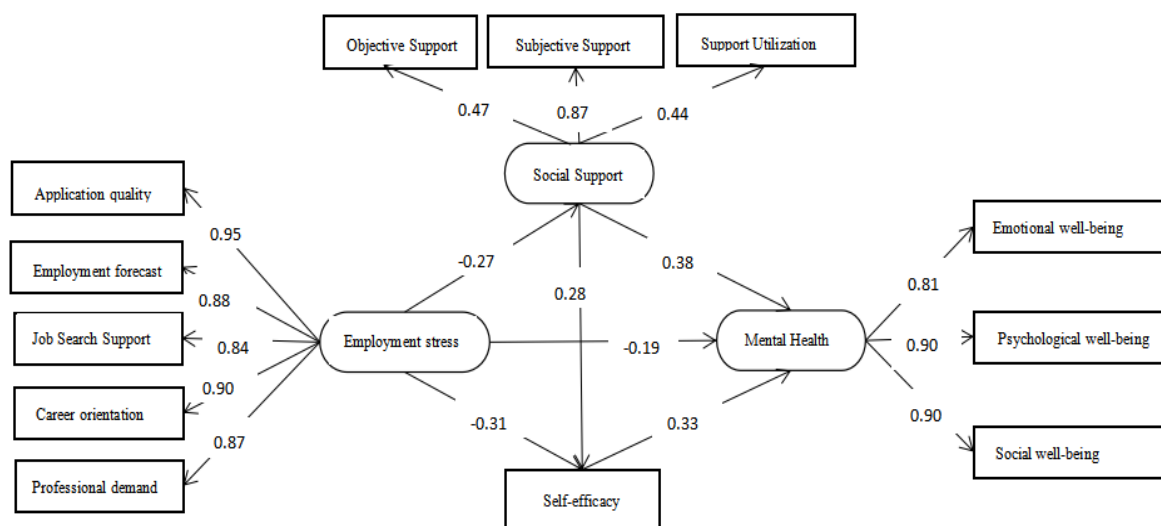 Objective Support
Subjective Support
Support Utilization
0.47
0.87
0.44
Social Support
Application quality
Employment forecast
Job Search Support
Career orientation
Professional demand
0.95
0.88
0.84
0.90
0.87
Employment stress
-0.27
0.28
0.38
-0.19
-0.31
0.33
Self-efficacy
Mental Health
0.81
0.90
0.90
Emotional well-being
Psychological well-being
Social well-being